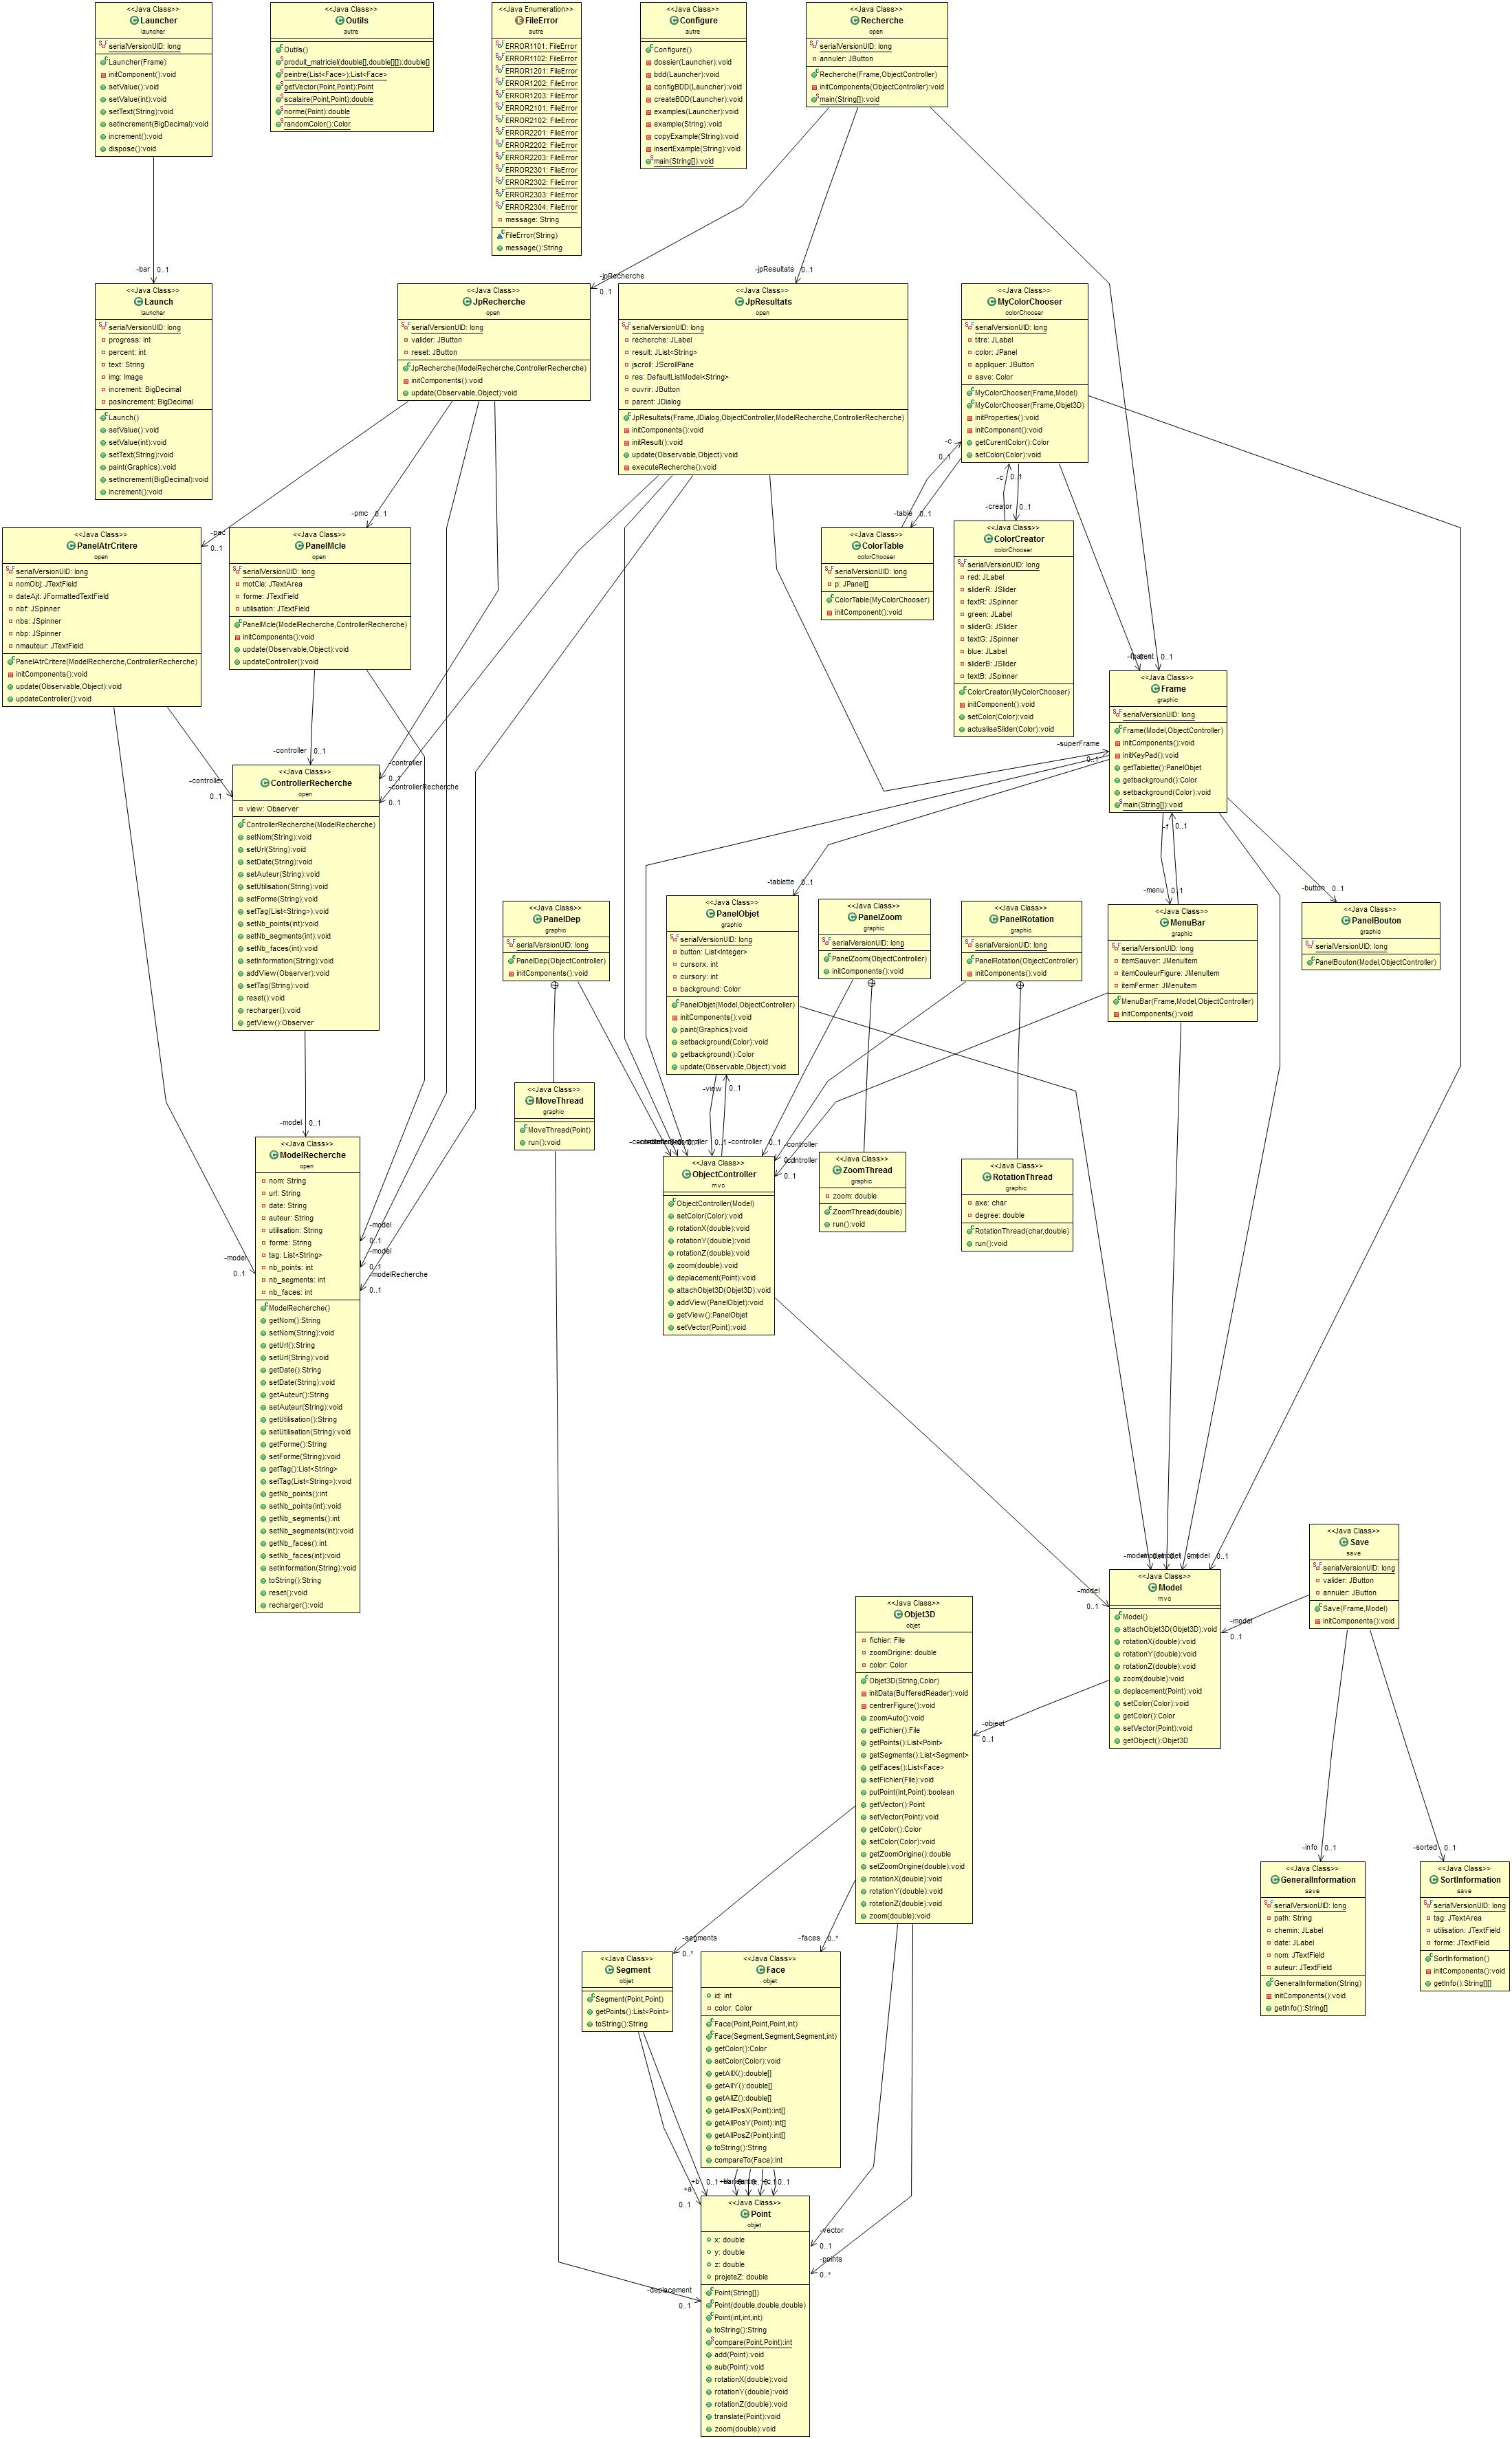 <<Java Class>>
Launcher
launcher
serialVersionUID: long
Launcher(Frame)
initComponent():void
setValue():void
setValue(int):void
setText(String):void
setIncrement(BigDecimal):void
increment():void
dispose():void
<<Java Class>>
Outils
autre
Outils()
produit_matriciel(double[],double[][]):double[]
peintre(List<Face>):List<Face>
getVector(Point,Point):Point
scalaire(Point,Point):double
norme(Point):double
randomColor():Color
<<Java Enumeration>>
FileError
autre
ERROR1101: FileError
ERROR1102: FileError
ERROR1201: FileError
ERROR1202: FileError
ERROR1203: FileError
ERROR2101: FileError
ERROR2102: FileError
ERROR2201: FileError
ERROR2202: FileError
ERROR2203: FileError
ERROR2301: FileError
ERROR2302: FileError
ERROR2303: FileError
ERROR2304: FileError
message: String
FileError(String)
message():String
<<Java Class>>
Configure
autre
Configure()
dossier(Launcher):void
bdd(Launcher):void
configBDD(Launcher):void
createBDD(Launcher):void
examples(Launcher):void
example(String):void
copyExample(String):void
insertExample(String):void
main(String[]):void
<<Java Class>>
Recherche
open
serialVersionUID: long
annuler: JButton
Recherche(Frame,ObjectController)
initComponents(ObjectController):void
main(String[]):void
-bar 0..1
-jpRecherche
0..1
-jpResultats 0..1
<<Java Class>>
Launch
launcher
serialVersionUID: long
progress: int
percent: int
text: String
img: Image
increment: BigDecimal
posIncrement: BigDecimal
Launch()
setValue():void
setValue(int):void
setText(String):void
paint(Graphics):void
setIncrement(BigDecimal):void
increment():void
<<Java Class>>
JpRecherche
open
serialVersionUID: long
valider: JButton
reset: JButton
JpRecherche(ModelRecherche,ControllerRecherche)
initComponents():void
update(Observable,Object):void
<<Java Class>>
JpResultats
open
serialVersionUID: long
recherche: JLabel
result: JList<String>
jscroll: JScrollPane
res: DefaultListModel<String>
ouvrir: JButton
parent: JDialog
JpResultats(Frame,JDialog,ObjectController,ModelRecherche,ControllerRecherche)
initComponents():void
initResult():void
update(Observable,Object):void
executeRecherche():void
<<Java Class>>
MyColorChooser
colorChooser
serialVersionUID: long
titre: JLabel
color: JPanel
appliquer: JButton
save: Color
MyColorChooser(Frame,Model)
MyColorChooser(Frame,Objet3D)
initProperties():void
initComponent():void
getCurentColor():Color
setColor(Color):void
-c
0..1
-c 0..1
-table 0..1
-creator 0..1
-pac
0..1
-pmc 0..1
<<Java Class>>
PanelAtrCritere
open
serialVersionUID: long
nomObj: JTextField
dateAjt: JFormattedTextField
nbf: JSpinner
nbs: JSpinner
nbp: JSpinner
nmauteur: JTextField
PanelAtrCritere(ModelRecherche,ControllerRecherche)
initComponents():void
update(Observable,Object):void
updateController():void
<<Java Class>>
PanelMcle
open
serialVersionUID: long
motCle: JTextArea
forme: JTextField
utilisation: JTextField
PanelMcle(ModelRecherche,ControllerRecherche)
initComponents():void
update(Observable,Object):void
updateController():void
<<Java Class>>
ColorTable
colorChooser
serialVersionUID: long
p: JPanel[]
ColorTable(MyColorChooser)
initComponent():void
<<Java Class>>
ColorCreator
colorChooser
serialVersionUID: long
red: JLabel
sliderR: JSlider
textR: JSpinner
green: JLabel
sliderG: JSlider
textG: JSpinner
blue: JLabel
sliderB: JSlider
textB: JSpinner
ColorCreator(MyColorChooser)
initComponent():void
setColor(Color):void
actualiseSlider(Color):void
0..1
<<Java Class>>
Frame
graphic
serialVersionUID: long
Frame(Model,ObjectController)
initComponents():void
initKeyPad():void
getTablette():PanelObjet
getbackground():Color
setbackground(Color):void
main(String[]):void
-superFrame
0..1
-controller
0..1
-controller 0..1
-controller
0..1
-controllerRecherche
0..1
<<Java Class>>
ControllerRecherche
open
view: Observer
ControllerRecherche(ModelRecherche)
setNom(String):void
setUrl(String):void
setDate(String):void
setAuteur(String):void
setUtilisation(String):void
setForme(String):void
setTag(List<String>):void
setNb_points(int):void
setNb_segments(int):void
setNb_faces(int):void
setInformation(String):void
addView(Observer):void
setTag(String):void
reset():void
recharger():void
getView():Observer
-tablette 0..1
-f 0..1
-menu 0..1
-button 0..1
<<Java Class>>
PanelDep
graphic
serialVersionUID: long
PanelDep(ObjectController)
initComponents():void
<<Java Class>>
PanelObjet
graphic
serialVersionUID: long
button: List<Integer>
cursorx: int
cursory: int
background: Color
PanelObjet(Model,ObjectController)
initComponents():void
paint(Graphics):void
setbackground(Color):void
getbackground():Color
update(Observable,Object):void
<<Java Class>>
PanelZoom
graphic
serialVersionUID: long
PanelZoom(ObjectController)
initComponents():void
<<Java Class>>
PanelRotation
graphic
serialVersionUID: long
PanelRotation(ObjectController)
initComponents():void
<<Java Class>>
MenuBar
graphic
serialVersionUID: long
itemSauver: JMenuItem
itemCouleurFigure: JMenuItem
itemFermer: JMenuItem
MenuBar(Frame,Model,ObjectController)
initComponents():void
<<Java Class>>
PanelBouton
graphic
serialVersionUID: long
PanelBouton(Model,ObjectController)
<<Java Class>>
MoveThread
graphic
MoveThread(Point)
run():void
-view 0..1
0..1
-controller 0..1
-controller
-controller
0..1
-model 0..1
<<Java Class>>
ModelRecherche
open
nom: String
url: String
date: String
auteur: String
utilisation: String
forme: String
tag: List<String>
nb_points: int
nb_segments: int
nb_faces: int
ModelRecherche()
getNom():String
setNom(String):void
getUrl():String
setUrl(String):void
getDate():String
setDate(String):void
getAuteur():String
setAuteur(String):void
getUtilisation():String
setUtilisation(String):void
getForme():String
setForme(String):void
getTag():List<String>
setTag(List<String>):void
getNb_points():int
setNb_points(int):void
getNb_segments():int
setNb_segments(int):void
getNb_faces():int
setNb_faces(int):void
setInformation(String):void
toString():String
reset():void
recharger():void
-model
0..1
-model
0..1
-model
0..1
-modelRecherche
0..1
<<Java Class>>
ObjectController
mvc
ObjectController(Model)
setColor(Color):void
rotationX(double):void
rotationY(double):void
rotationZ(double):void
zoom(double):void
deplacement(Point):void
attachObjet3D(Objet3D):void
addView(PanelObjet):void
getView():PanelObjet
setVector(Point):void
<<Java Class>>
ZoomThread
graphic
zoom: double
ZoomThread(double)
run():void
<<Java Class>>
RotationThread
graphic
axe: char
degree: double
RotationThread(char,double)
run():void
-model
0..1
-model 0..1
<<Java Class>>
Model
mvc
Model()
attachObjet3D(Objet3D):void
rotationX(double):void
rotationY(double):void
rotationZ(double):void
zoom(double):void
deplacement(Point):void
setColor(Color):void
getColor():Color
setVector(Point):void
getObject():Objet3D
<<Java Class>>
Save
save
serialVersionUID: long
valider: JButton
annuler: JButton
Save(Frame,Model)
initComponents():void
-model
0..1
<<Java Class>>
Objet3D
objet
fichier: File
zoomOrigine: double
color: Color
Objet3D(String,Color)
initData(BufferedReader):void
centrerFigure():void
zoomAuto():void
getFichier():File
getPoints():List<Point>
getSegments():List<Segment>
getFaces():List<Face>
setFichier(File):void
putPoint(int,Point):boolean
getVector():Point
setVector(Point):void
getColor():Color
setColor(Color):void
getZoomOrigine():double
setZoomOrigine(double):void
rotationX(double):void
rotationY(double):void
rotationZ(double):void
zoom(double):void
-object
0..1
-info 0..1
-sorted 0..1
<<Java Class>>
GeneralInformation
save
serialVersionUID: long
path: String
chemin: JLabel
date: JLabel
nom: JTextField
auteur: JTextField
GeneralInformation(String)
initComponents():void
getInfo():String[]
<<Java Class>>
SortInformation
save
serialVersionUID: long
tag: JTextArea
utilisation: JTextField
forme: JTextField
SortInformation()
initComponents():void
getInfo():String[][]
-segments
0..*
-faces 0..*
<<Java Class>>
Segment
objet
Segment(Point,Point)
getPoints():List<Point>
toString():String
<<Java Class>>
Face
objet
id: int
color: Color
Face(Point,Point,Point,int)
Face(Segment,Segment,Segment,int)
getColor():Color
setColor(Color):void
getAllX():double[]
getAllY():double[]
getAllZ():double[]
getAllPosX(Point):int[]
getAllPosY(Point):int[]
getAllPosZ(Point):int[]
toString():String
compareTo(Face):int
+b 0..1
+a
0..1
-vector
0..1
-points
0..*
-deplacement
0..1
<<Java Class>>
Point
objet
x: double
y: double
z: double
projeteZ: double
Point(String[])
Point(double,double,double)
Point(int,int,int)
toString():String
compare(Point,Point):int
add(Point):void
sub(Point):void
rotationX(double):void
rotationY(double):void
rotationZ(double):void
translate(Point):void
zoom(double):void